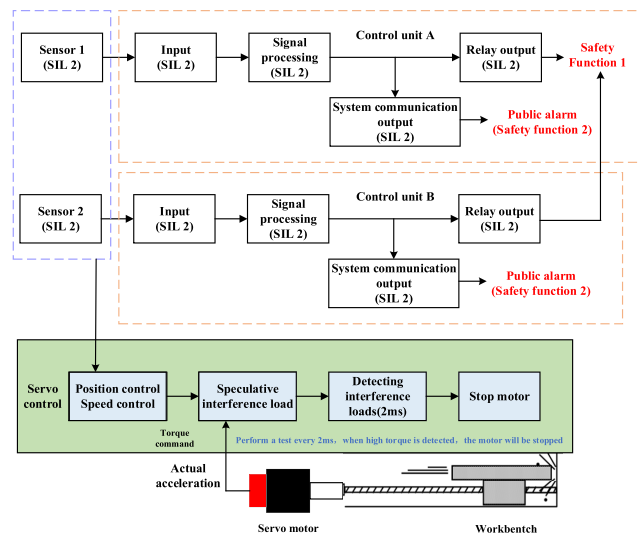 Control unit A
Sensor 1
(SIL 2)
Input
(SIL 2)
Signal
processing
(SIL 2)
Relay output
(SIL 2)
Safety
Function 1
System communication
output
(SIL 2)
Public alarm
(Safety function 2)
Control unit B
Sensor 2
(SIL 2)
Input
(SIL 2)
Signal
processing
(SIL 2)
Relay output
(SIL 2)
System communication
output
(SIL 2)
Public alarm
(Safety function 2)
Servo
control
Position control
Speed control
Speculative
interference load
Detecting
interference
loads(2ms)
Stop motor
Torque
command
Perform a test every 2ms，when high torque is detected，the motor will be stopped
Actual
acceleration
Servo motor
Workbentch